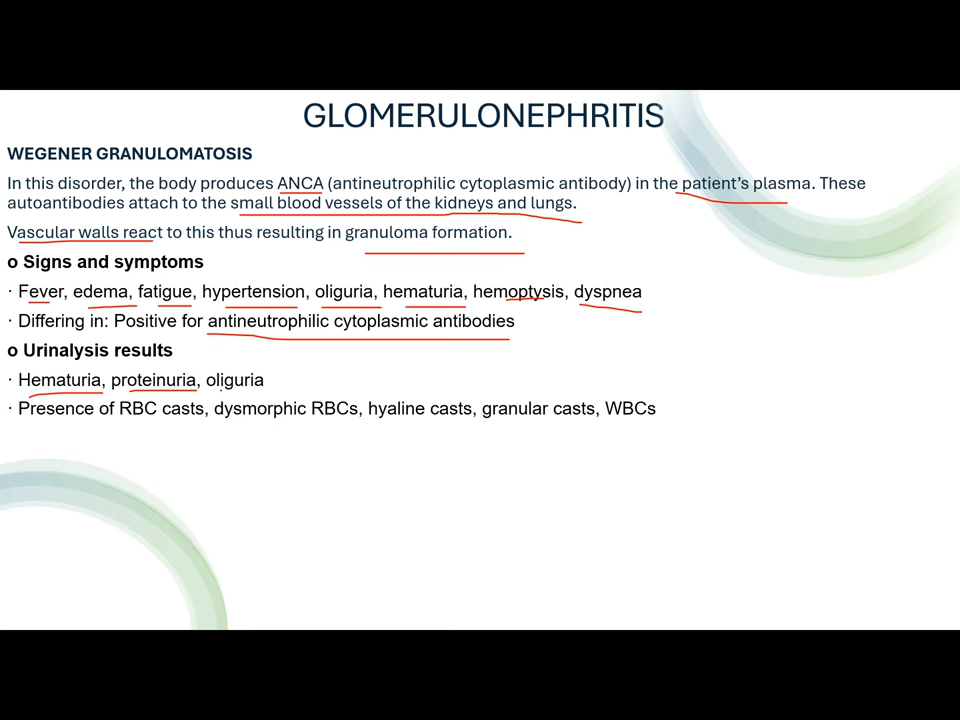 GLOMERULONEPHRITIS
WEGENER GRANULOMATOSIS
In this disorder, the body produces ANCA (antineutrophilic cytoplasmic antibody) in the patient's plasma. These
autoantibodies attach to the small blood vessels of the kidneys and lungs.
Vascular walls react to this thus resulting in granuloma formation.
o Signs and symptoms
· Fever, edema, fatigue, hypertension, oliguria, hematuria, hemoptysis, dyspnea
· Differing in: Positive for antineutrophilic cytoplasmic antibodies
o Urinalysis results
· Hematuria, proteinuria, oliguria
· Presence of RBC casts, dysmorphic RBCs, hyaline casts, granular casts, WBCs